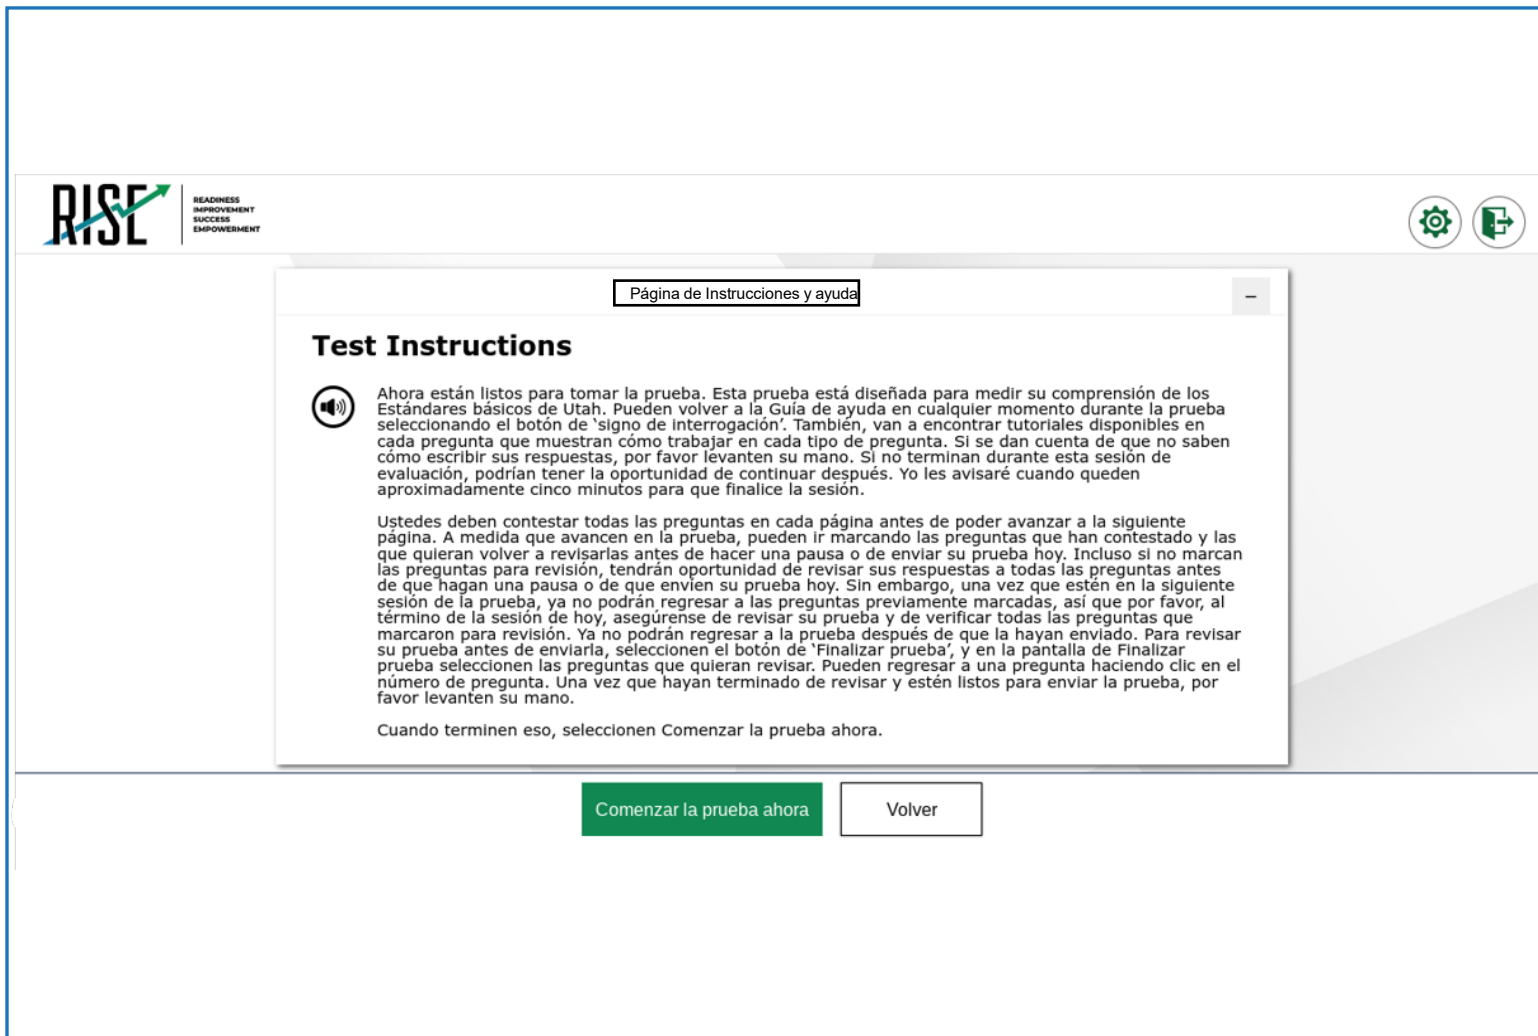 RISE
READINESS
IMPROVEMENT
SUCCESS
EMPOWERMENT
Página de Instrucciones y ayuda
Test Instructions
Ahora están listos para tomar la prueba. Esta prueba está diseñada para medir su comprensión de los
Estándares básicos de Utah. Pueden volver a la Guía de ayuda en cualquier momento durante la prueba
seleccionando el botón de ‘signo de interrogación’. También, van a encontrar tutoriales disponibles en
cada pregunta que muestran cómo trabajar en cada tipo de pregunta. Si se dan cuenta de que no saben
cómo escribir sus respuestas, por favor levanten su mano. Si no terminan durante esta sesión de
evaluación, podrían tener la oportunidad de continuar después. Yo les avisaré cuando queden
aproximadamente cinco minutos para que finalice la sesión.
Ustedes deben contestar todas las preguntas en cada página antes de poder avanzar a la siguiente
página. A medida que avancen en la prueba, pueden ir marcando las preguntas que han contestado y las
que quieran volver a revisarlas antes de hacer una pausa o de enviar su prueba hoy. Incluso si no marcan
las preguntas para revisión, tendrán oportunidad de revisar sus respuestas a todas las preguntas antes
de que hagan una pausa o de que envíen su prueba hoy. Sin embargo, una vez que estén en la siguiente
sesión de la prueba, ya no podrán regresar a las preguntas previamente marcadas, así que por favor, al
término de la sesión de hoy, asegúrense de revisar su prueba y de verificar todas las preguntas que
marcaron para revisión. Ya no podrán regresar a la prueba después de que la hayan enviado. Para revisar
su prueba antes de enviarla, seleccionen el botón de ‘Finalizar prueba’, y en la pantalla de Finalizar
prueba seleccionen las preguntas que quieran revisar. Pueden regresar a una pregunta haciendo clic en el
número de pregunta. Una vez que hayan terminado de revisar y estén listos para enviar la prueba, por
favor levanten su mano.
Cuando terminen eso, seleccionen Comenzar la prueba ahora.
Comenzar la prueba ahora
Volver